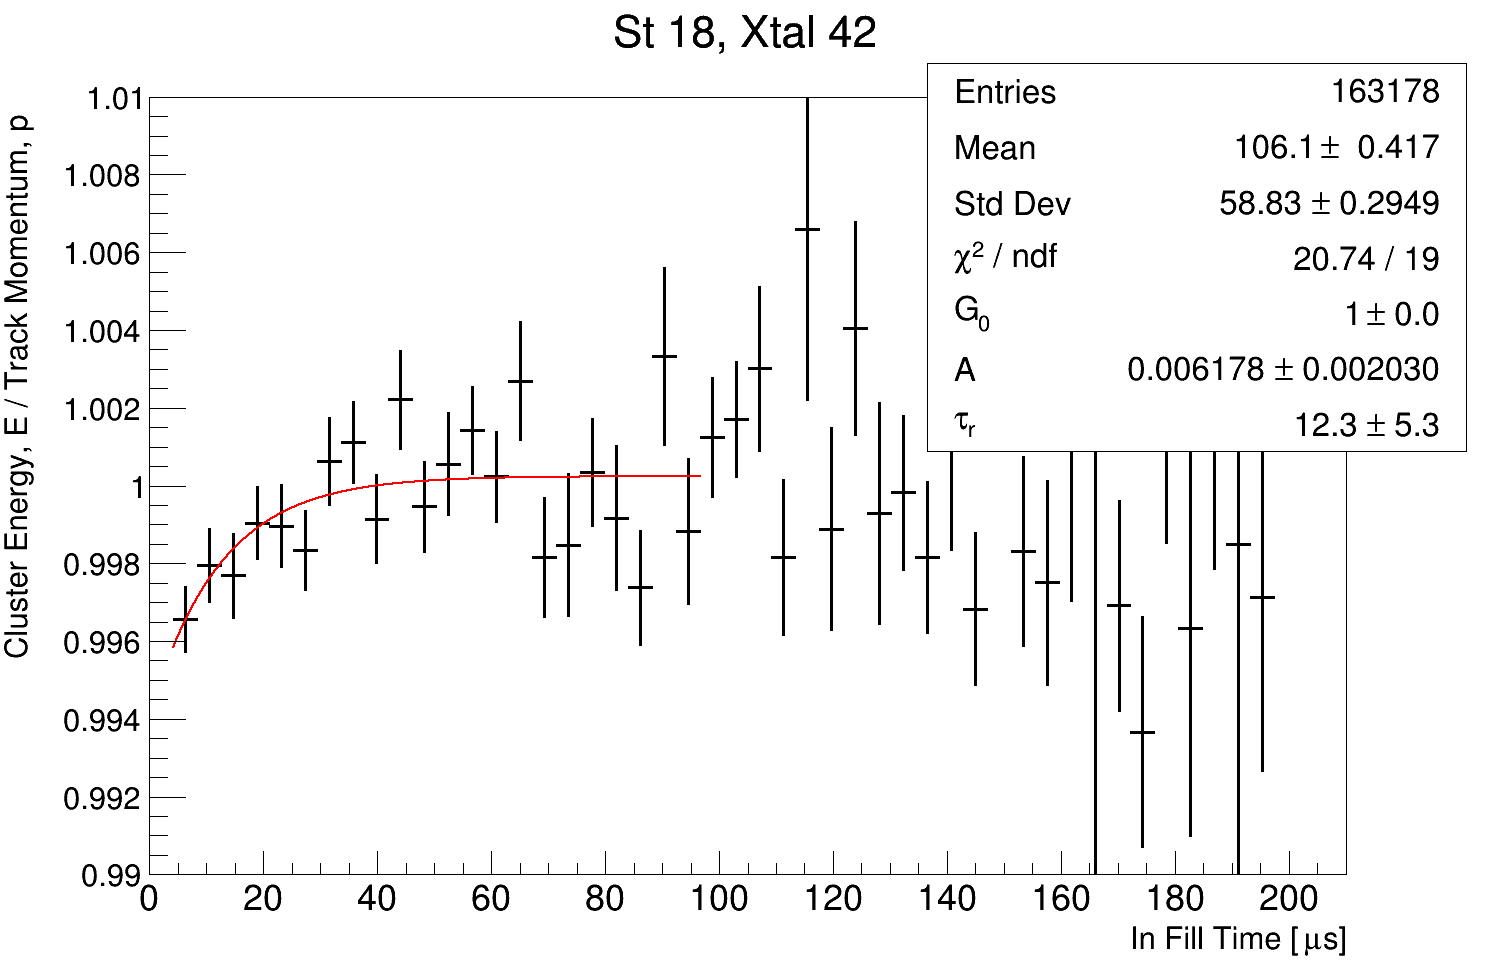 St 18, Xtal 42
Cluster Energy, E / Track Momentum, p
1.01
1.008
1.006
1.004
1.002
1
0.998
0.996
0.994
0.992
0.99
Entries 163178
Mean 106.1 ± 0.417
Std Dev 58.83 ± 0.2949
χ² / ndf 20.74 / 19
G₀ 1 ± 0.0
A 0.006178 ± 0.002030
τᵣ 12.3 ± 5.3
0 20 40 60 80 100 120 140 160 180 200
In Fill Time [μs]